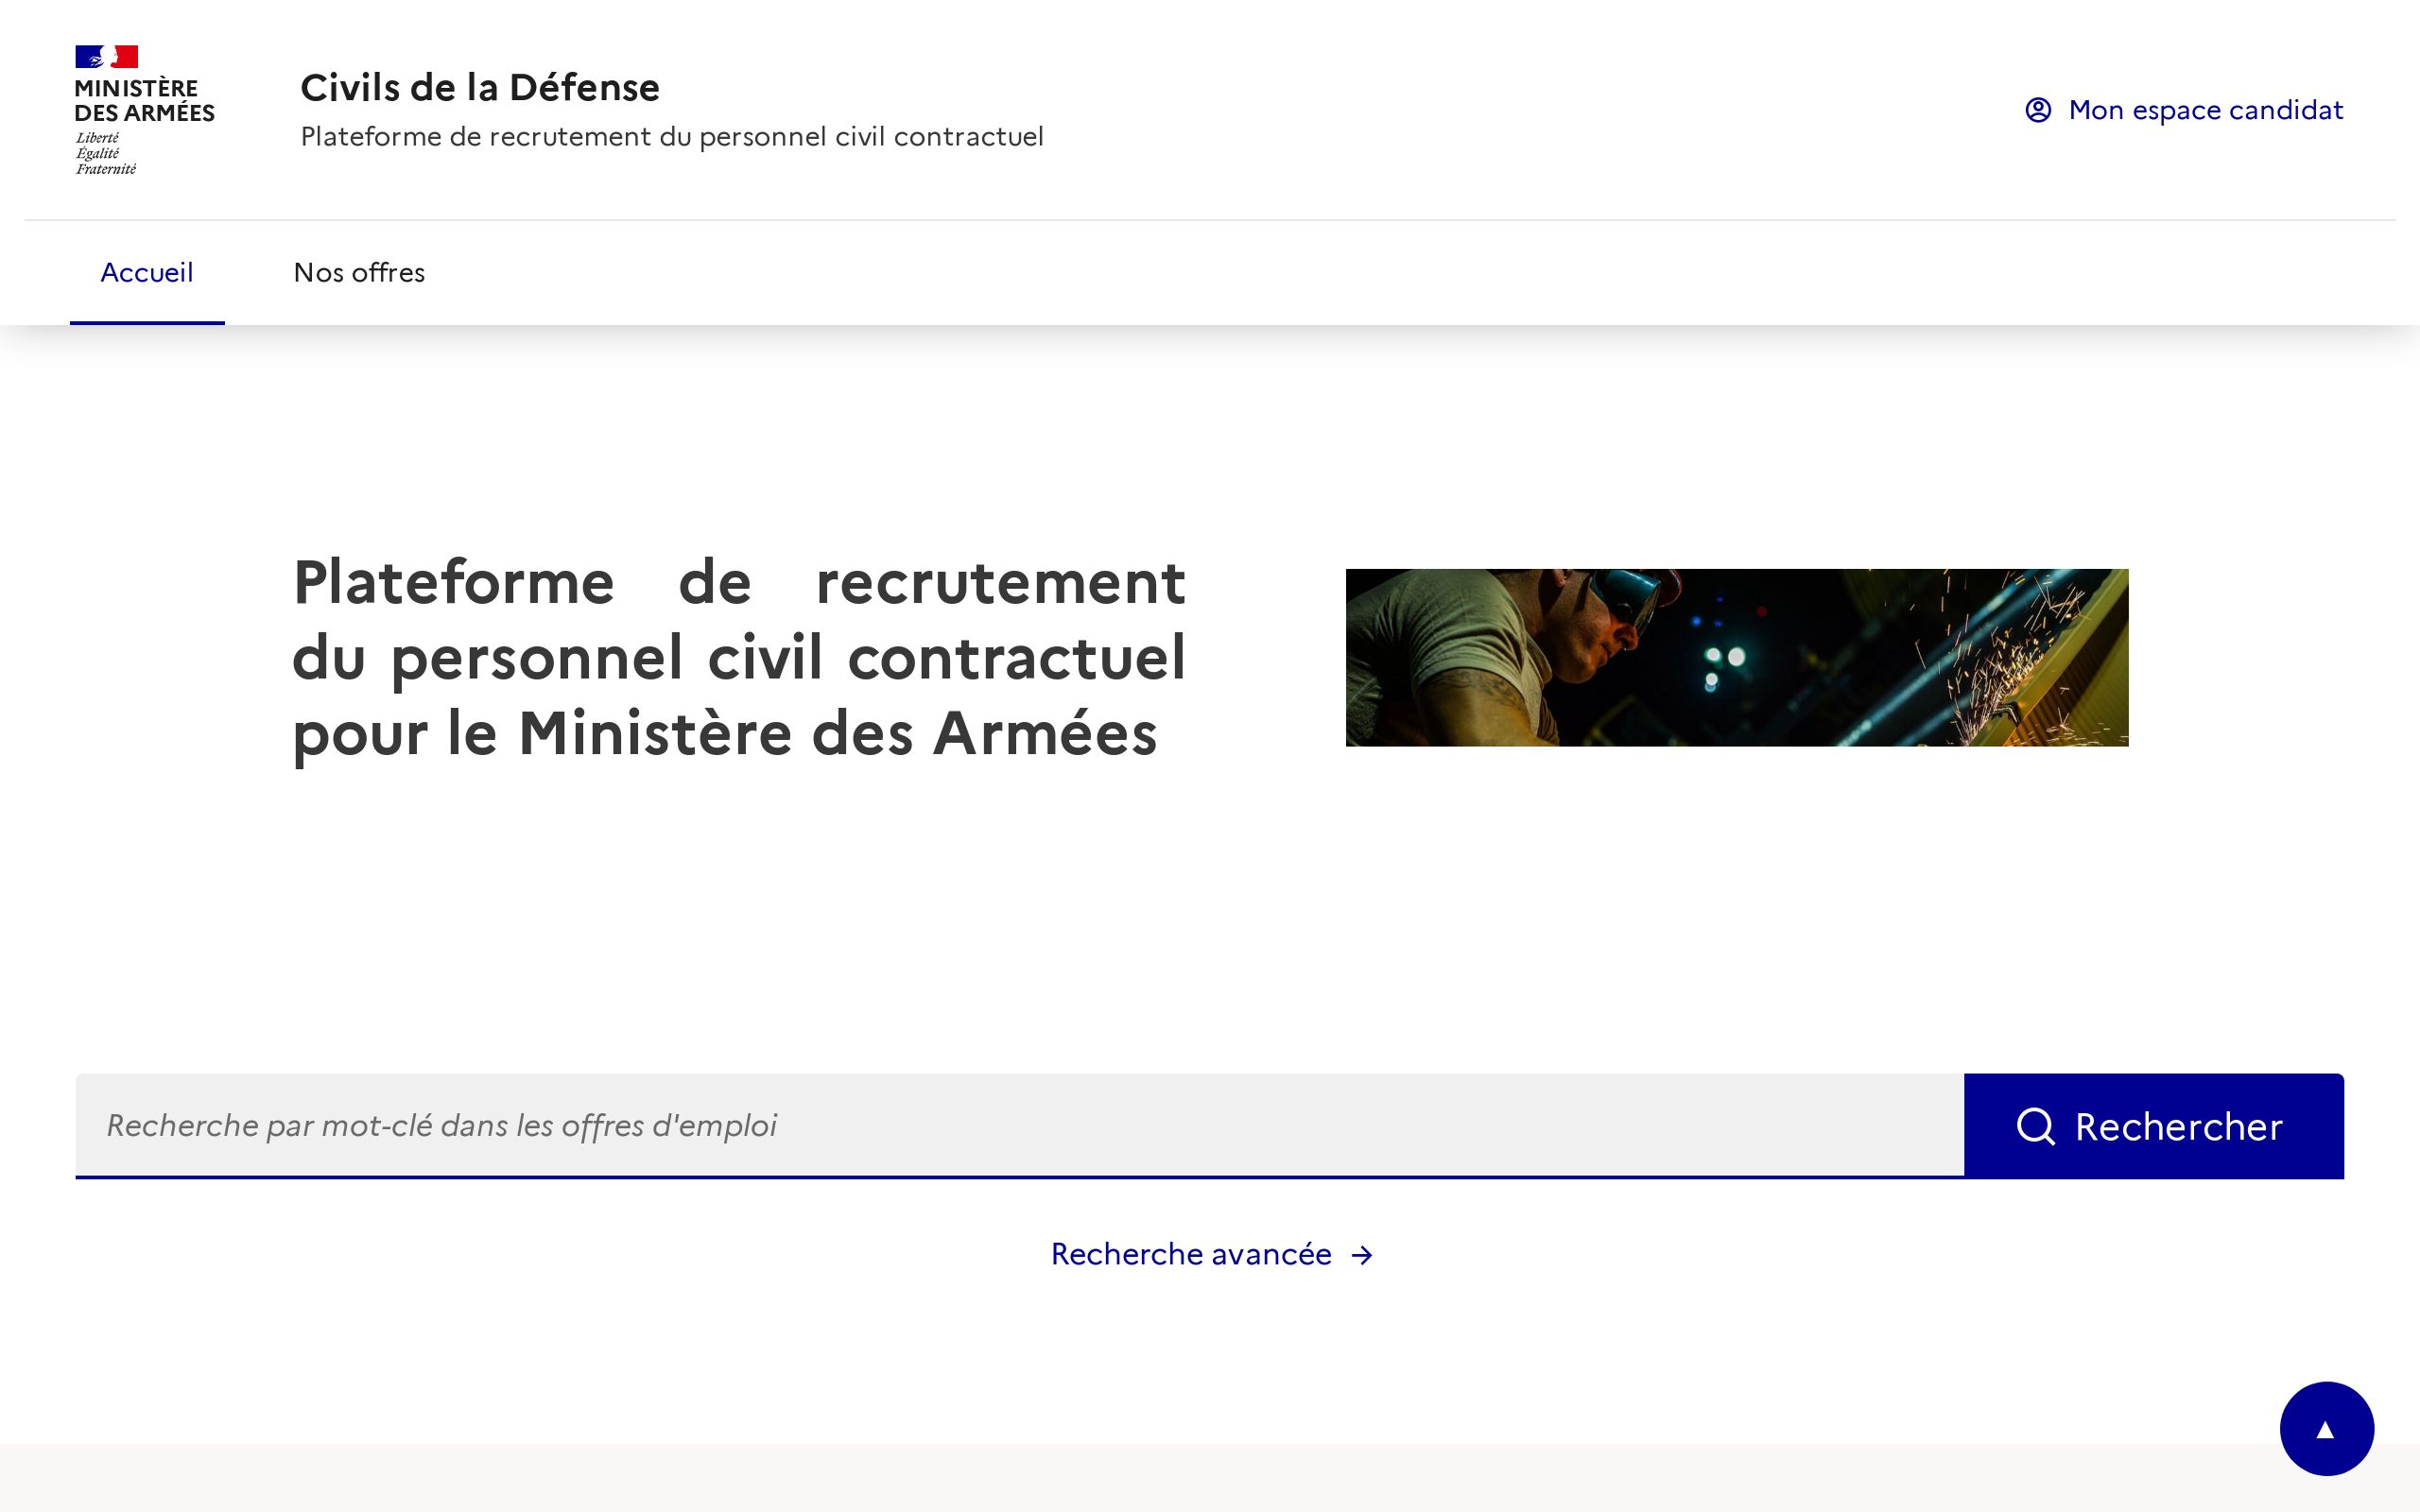 MINISTÈRE
DES ARMÉES
Liberté
Égalité
Fraternité
Civils de la Défense
Plateforme de recrutement du personnel civil contractuel
Mon espace candidat
Accueil
Nos offres
Plateforme de recrutement
du personnel civil contractuel
pour le Ministère des Armées
Recherche par mot-clé dans les offres d'emploi
Rechercher
Recherche avancée →
▲